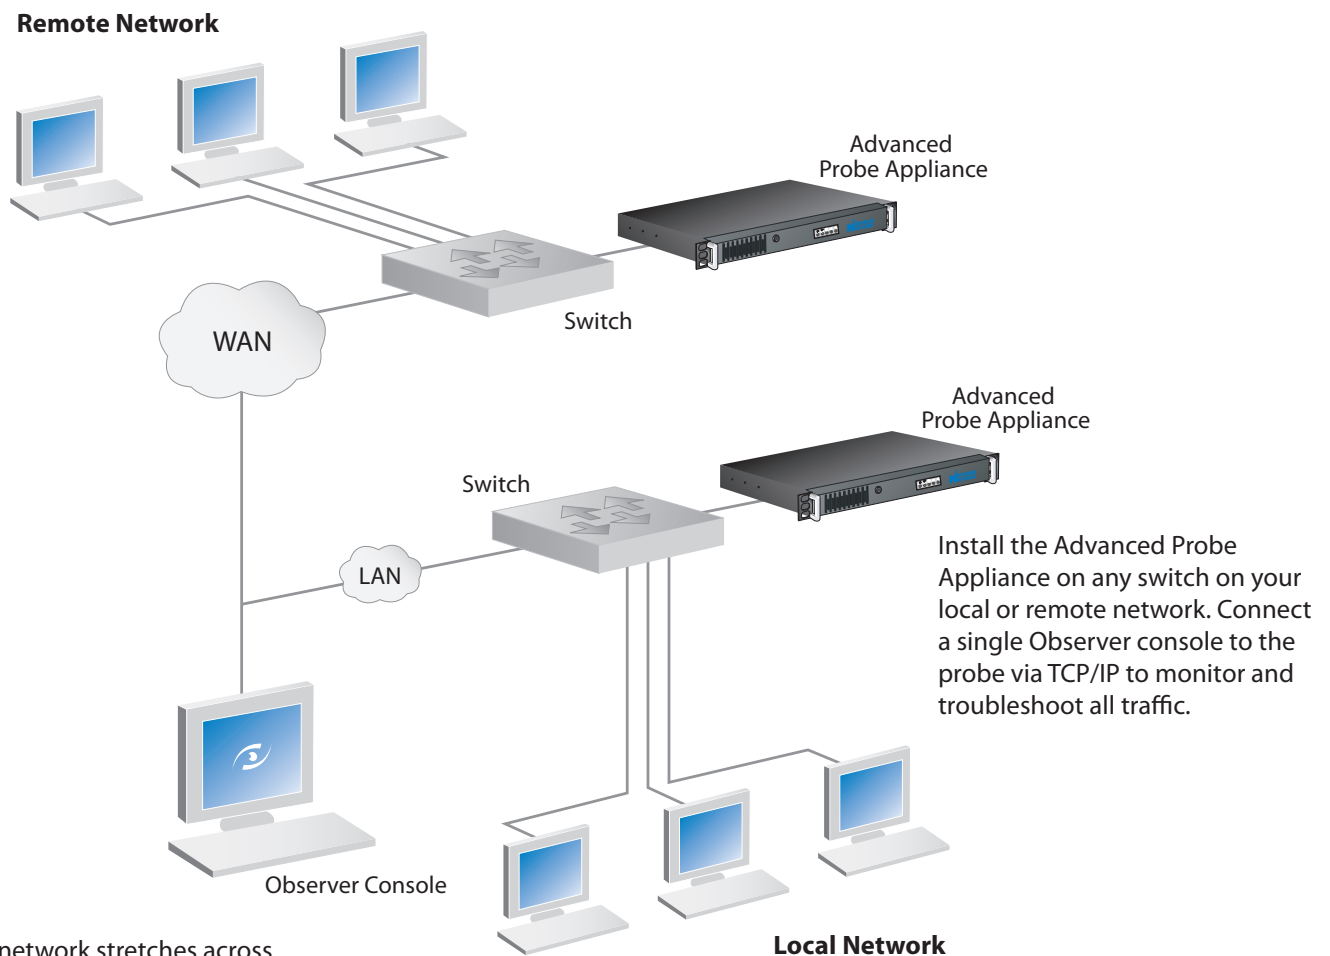 Remote Network
Advanced
Probe Appliance
Switch
WAN
Advanced
Probe Appliance
Switch
LAN
Install the Advanced Probe
Appliance on any switch on your
local or remote network. Connect
a single Observer console to the
probe via TCP/IP to monitor and
troubleshoot all traffic.
Observer Console
Local Network
network stretches across